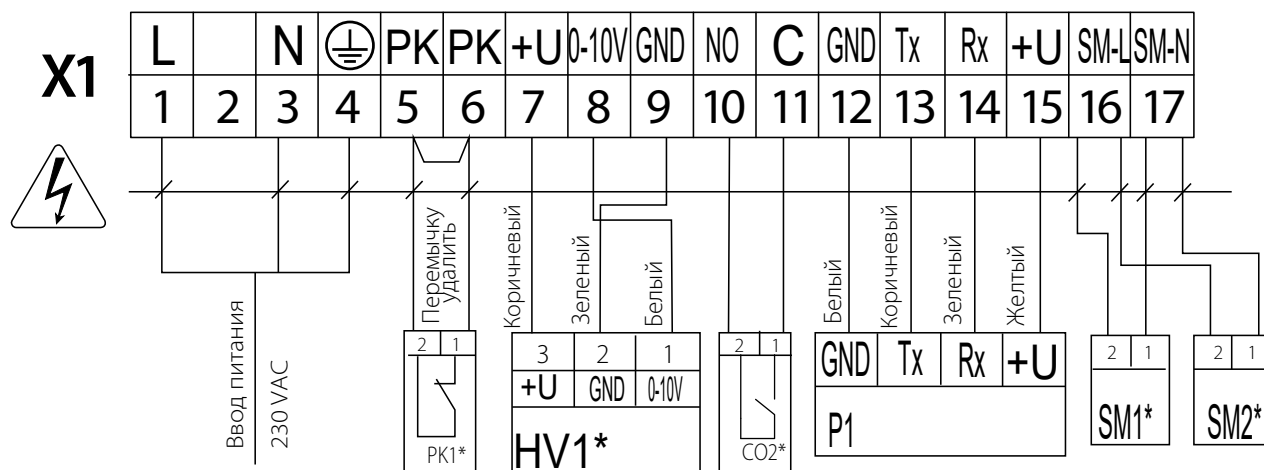 X1
L N PK PK +U 0-10V GND NO C GND Tx Rx +U SM-L SM-N
1 2 3 4 5 6 7 8 9 10 11 12 13 14 15 16 17
Ввод питания
230 VAC
Перемычку
удалить
Коричневый
Зеленый
Белый
Белый
Коричневый
Зеленый
Желтый
2 1
PK1*
3 2 1
+U GND 0-10V
HV1*
2 1
CO2*
GND Tx Rx +U
P1
2 1
SM1*
2 1
SM2*